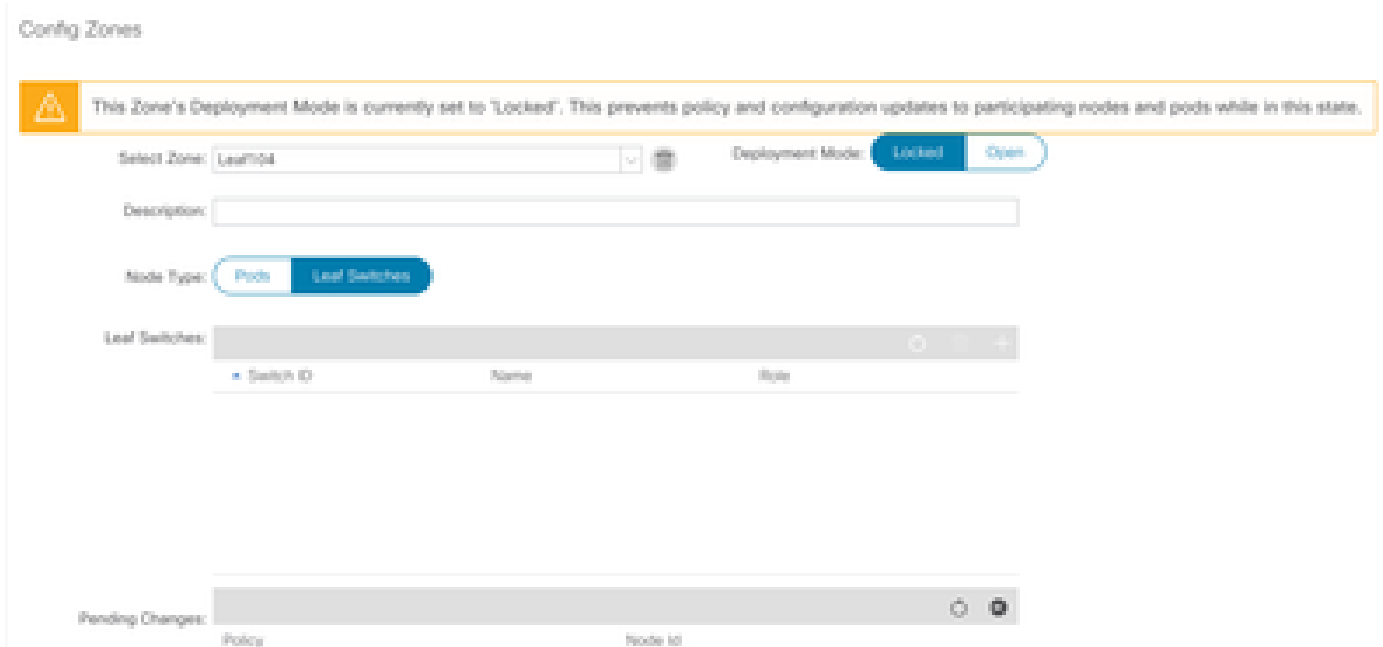 Config Zones
This Zone's Deployment Mode is currently set to 'Locked'. This prevents policy and configuration updates to participating nodes and pods while in this state.
Select Zone: Leaf104 Deployment Mode: Locked Open
Description:
Node Type: Pods Leaf Switches
Leaf Switches:
Switch ID Name Role
Pending Changes:
Policy Node Id